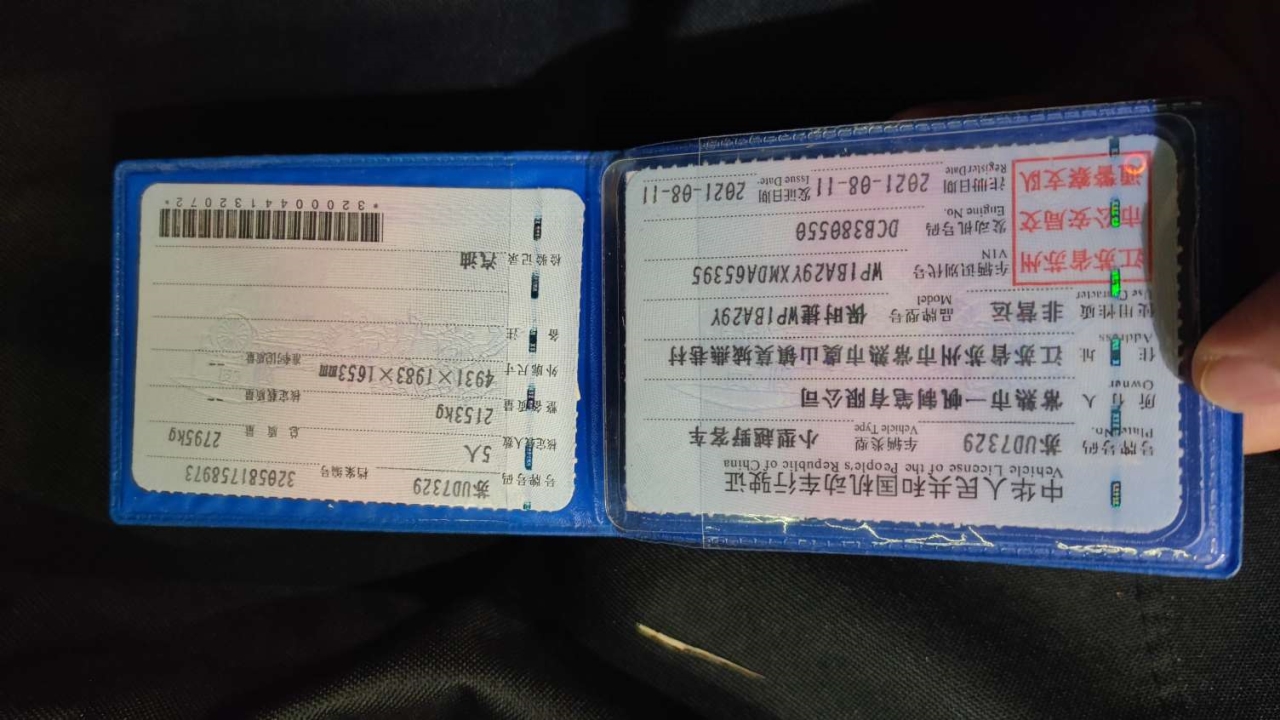 中华人民共和国机动车行驶证
Vehicle License of the People's Republic of China
号牌号码 苏UD7329 车辆类型 小型越野客车
Plate No. Vehicle Type
所有人 常熟市一帆制笔有限公司
Owner
住址 江苏省苏州市常熟市虞山镇莫城燕巷村
Address
使用性质 非营运 品牌型号 保时捷WP1BA29Y
Use Character Model
江苏省苏州
市公安局交
通警察支队
车辆识别代号 WP1BA29YXMDA65395
VIN
发动机号码 DCB380550
Engine No.
注册日期 2021-08-11 发证日期 2021-08-11
Register Date Issue Date
号牌号码 苏UD7329 档案编号 320581758973
核定载人数 5人 总质量 2795kg
整备质量 2153kg 核定载质量 --
外廓尺寸 4931×1983×1653mm 准牵引总质量 --
备注
检验记录 汽油
*3200044132072*